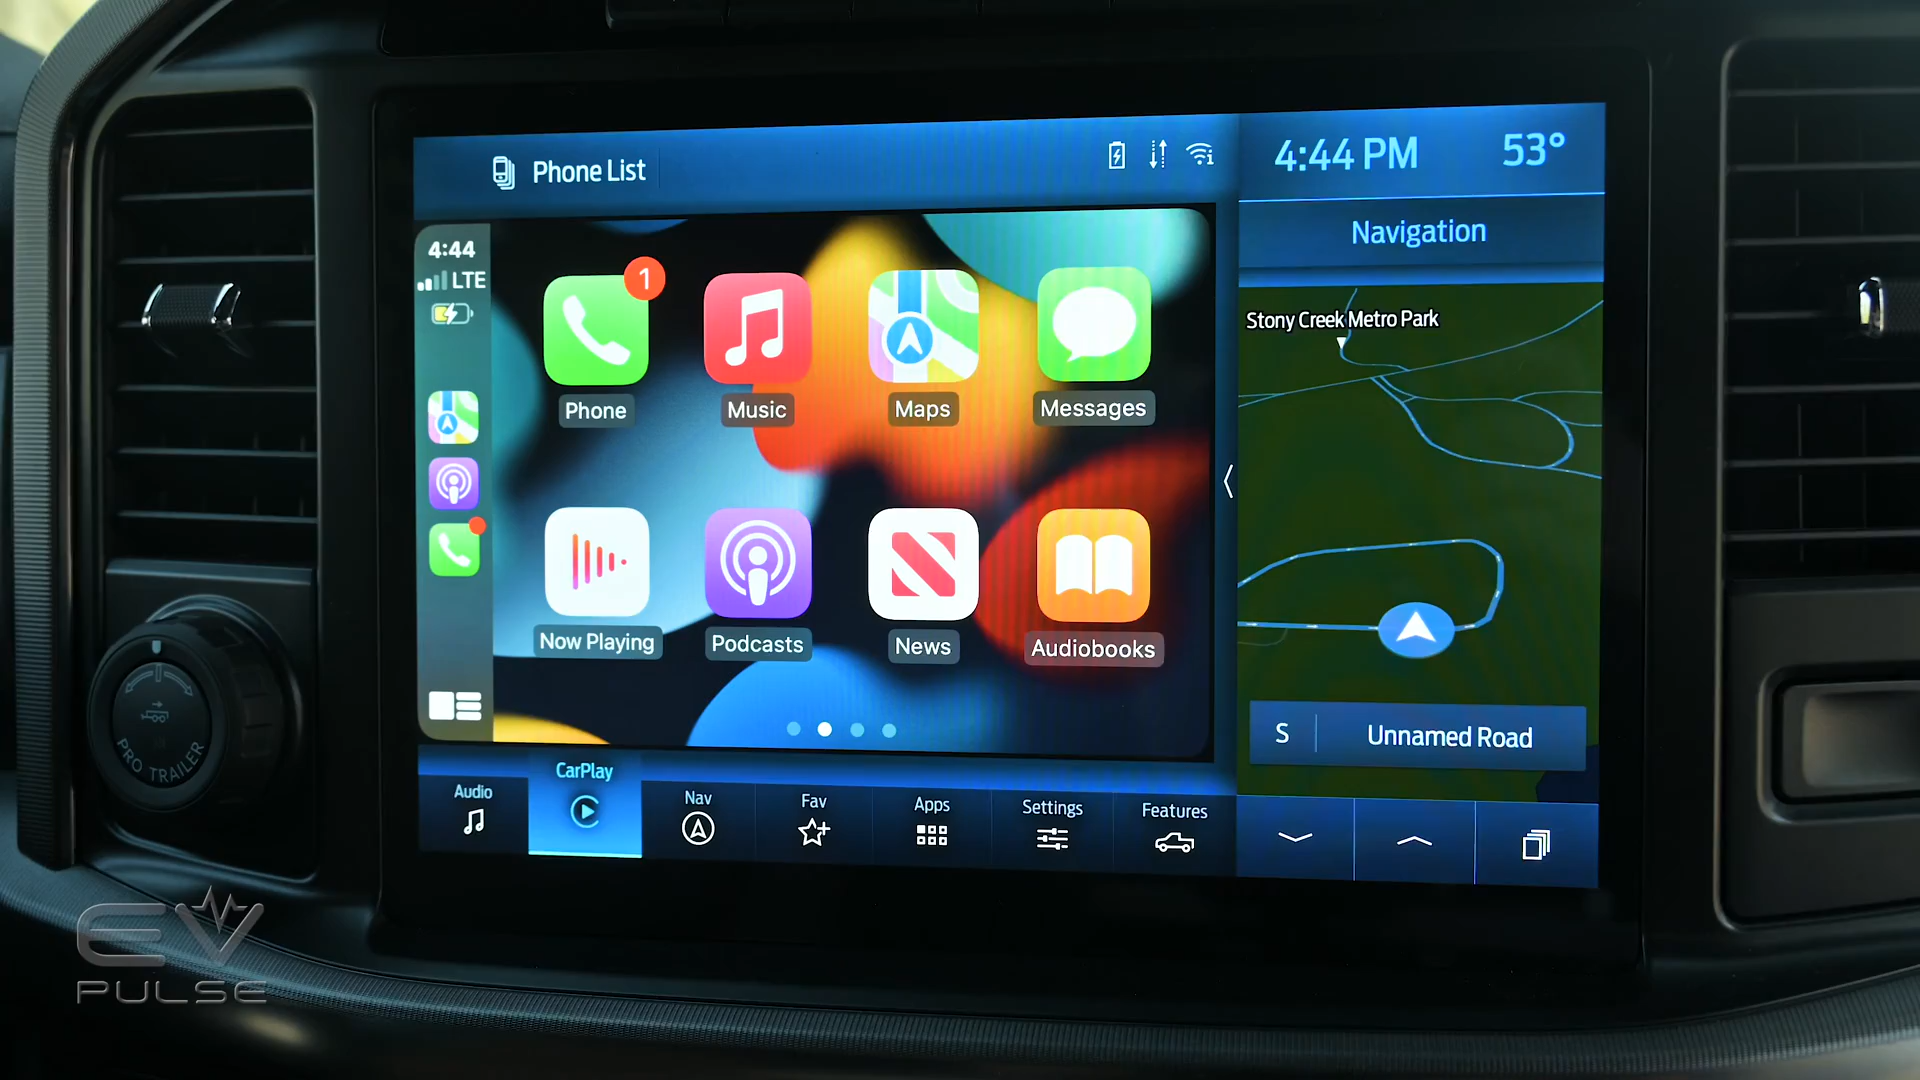 Phone List
4:44 PM
53°
Navigation
4:44
LTE
1
Phone
Music
Maps
Messages
Now Playing
Podcasts
News
Audiobooks
Stony Creek Metro Park
S
Unnamed Road
Audio
CarPlay
Nav
Fav
Apps
Settings
Features
PRO TRAILER
EV
PULSE